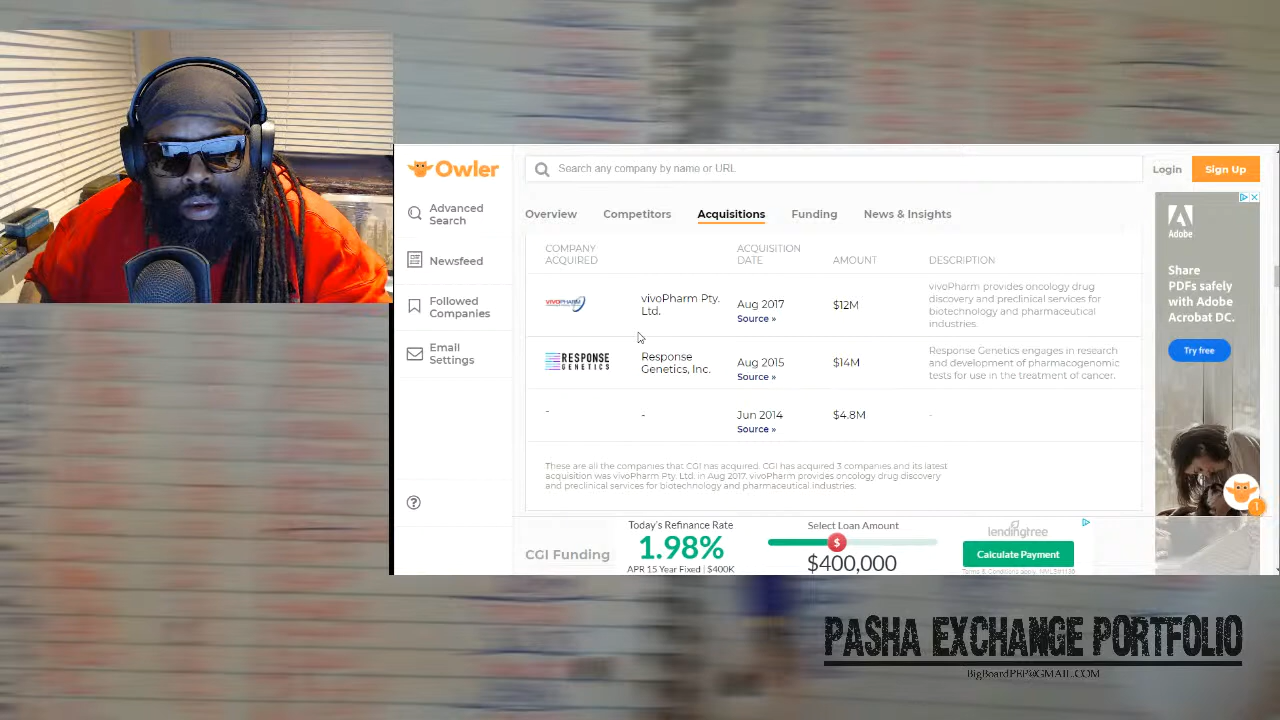 Owler
Search any company by name or URL
Login
Sign Up
Advanced
Search
Newsfeed
Followed
Companies
Email
Settings
Overview
Competitors
Acquisitions
Funding
News & Insights
COMPANY
ACQUIRED
ACQUISITION
DATE
AMOUNT
DESCRIPTION
VIVOPHARM
vivoPharm Pty.
Ltd.
Aug 2017
Source »
$12M
vivoPharm provides oncology drug
discovery and preclinical services for
biotechnology and pharmaceutical
industries.
RESPONSE
GENETICS
Response
Genetics, Inc.
Aug 2015
Source »
$14M
Response Genetics engages in research
and development of pharmacogenomic
tests for use in the treatment of cancer.
-
-
Jun 2014
Source »
$4.8M
-
These are all the companies that CGI has acquired. CGI has acquired 3 companies and its latest
acquisition was vivoPharm Pty. Ltd. in Aug 2017. vivoPharm provides oncology drug discovery
and preclinical services for biotechnology and pharmaceutical industries.
CGI Funding
Today's Refinance Rate
1.98%
APR 15 Year Fixed | $400K
Select Loan Amount
$
$400,000
lendingtree
Calculate Payment
Adobe
Share
PDFs safely
with Adobe
Acrobat DC.
Try free
1
PASHA EXCHANGE PORTFOLIO
BigBoardPEP@GMAIL.COM